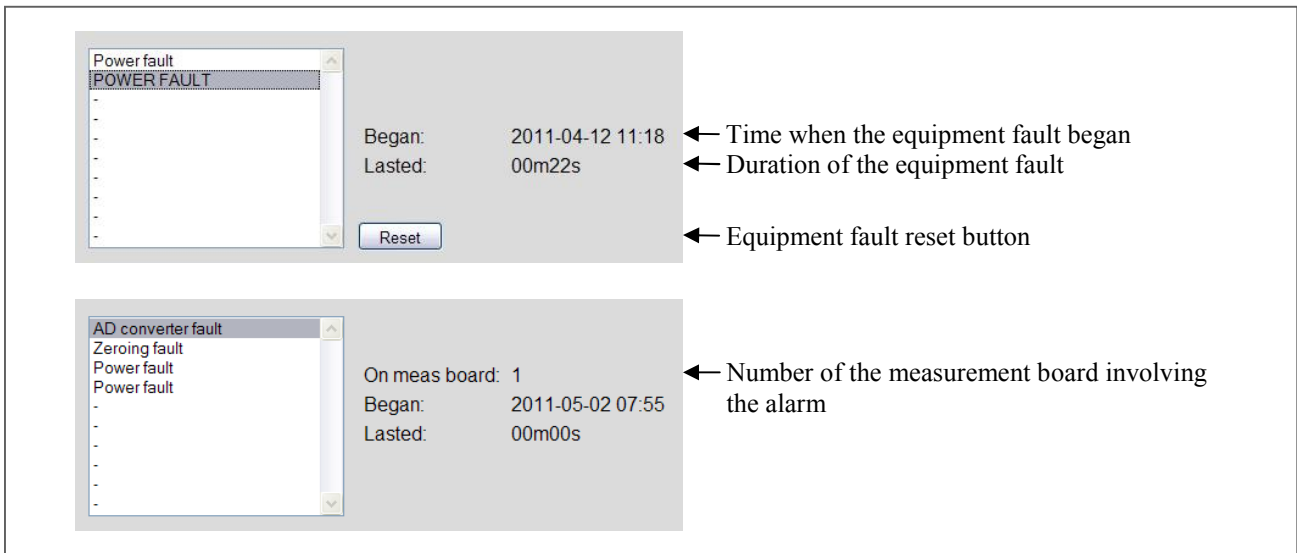 Power fault
POWER FAULT
-
-
-
-
-
-
-
-
Began: 2011-04-12 11:18
Time when the equipment fault began
Lasted: 00m22s
Duration of the equipment fault
Reset
Equipment fault reset button
AD converter fault
Zeroing fault
Power fault
Power fault
-
-
-
-
-
-
On meas board: 1
Number of the measurement board involving
the alarm
Began: 2011-05-02 07:55
Lasted: 00m00s